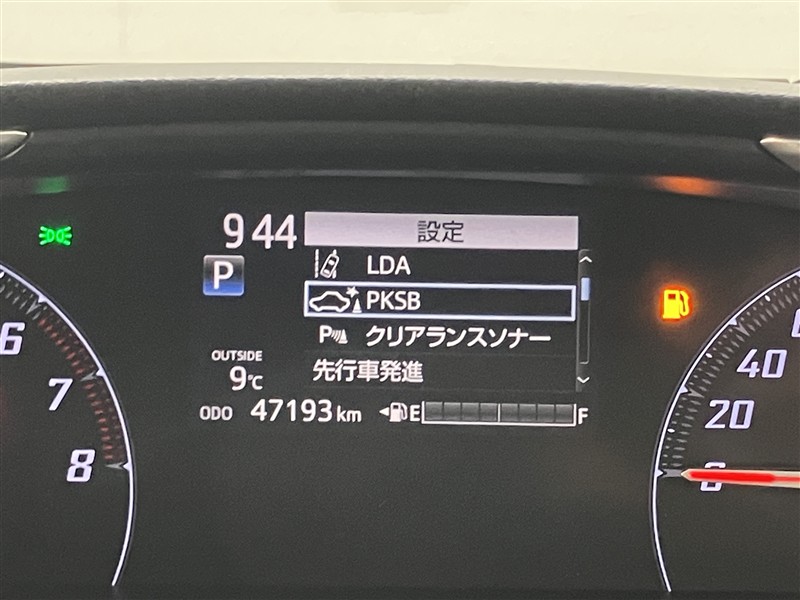 9 44
設定
LDA
P
PKSB
P クリアランスソナー
先行車発進
OUTSIDE
9℃
ODO 47193 km
E F
6
7
8
40
20
0